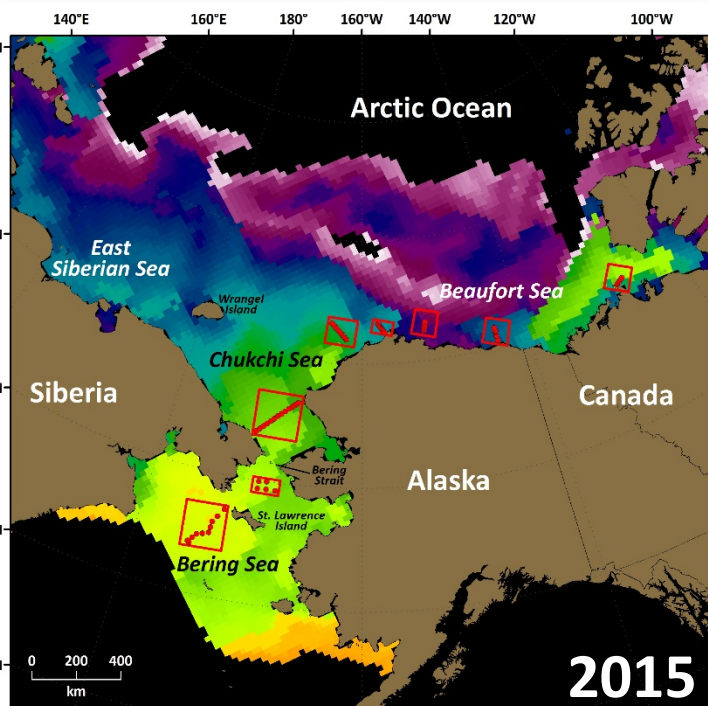 140°E 160°E 180° 160°W 140°W 120°W 100°W
Arctic Ocean
East
Siberian Sea
Beaufort Sea
Wrangel
Island
Chukchi Sea
Siberia
Canada
Bering
Strait
Alaska
St. Lawrence
Island
Bering Sea
0 200 400
km
2015